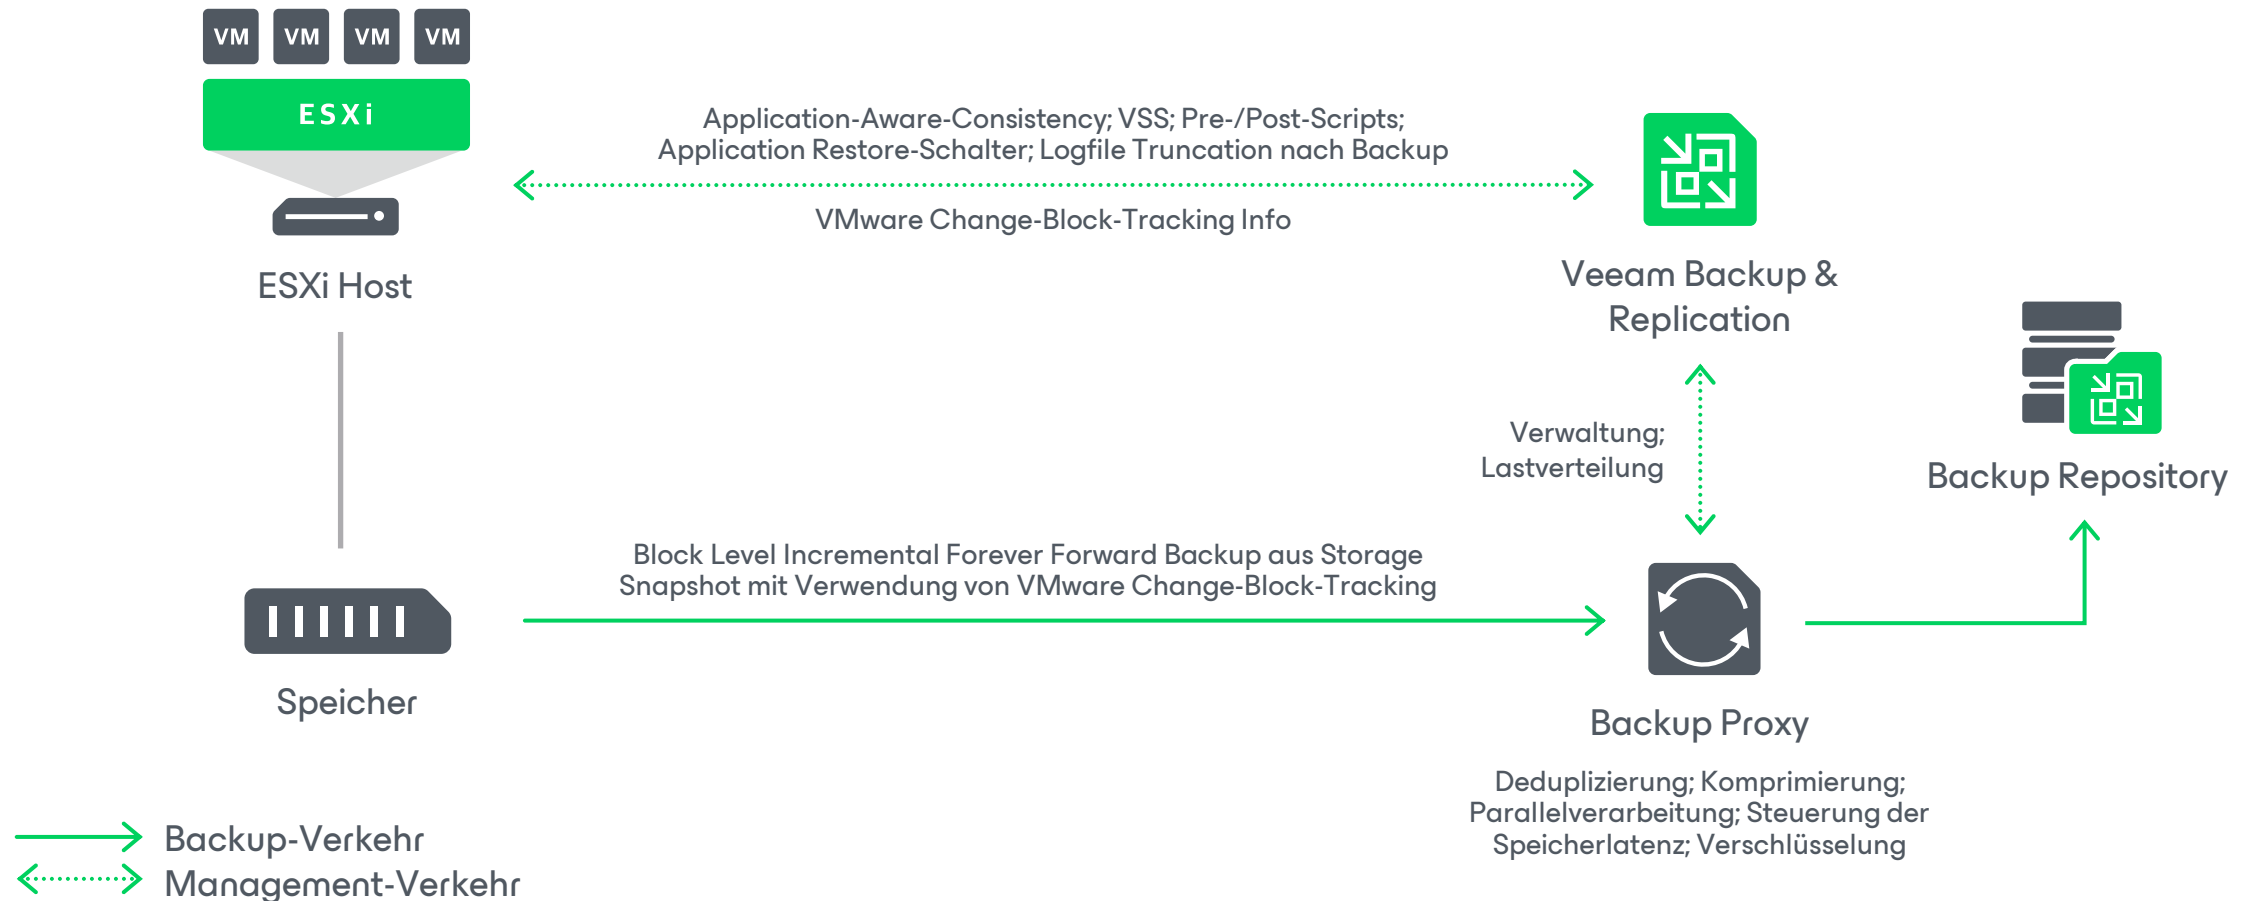 VM VM VM VM
ESXi
ESXi Host
Application-Aware-Consistency; VSS; Pre-/Post-Scripts;
Application Restore-Schalter; Logfile Truncation nach Backup
VMware Change-Block-Tracking Info
Veeam Backup &
Replication
Verwaltung;
Lastverteilung
Backup Repository
Block Level Incremental Forever Forward Backup aus Storage
Snapshot mit Verwendung von VMware Change-Block-Tracking
Speicher
Backup Proxy
Deduplizierung; Komprimierung;
Parallelverarbeitung; Steuerung der
Speicherlatenz; Verschlüsselung
Backup-Verkehr
Management-Verkehr